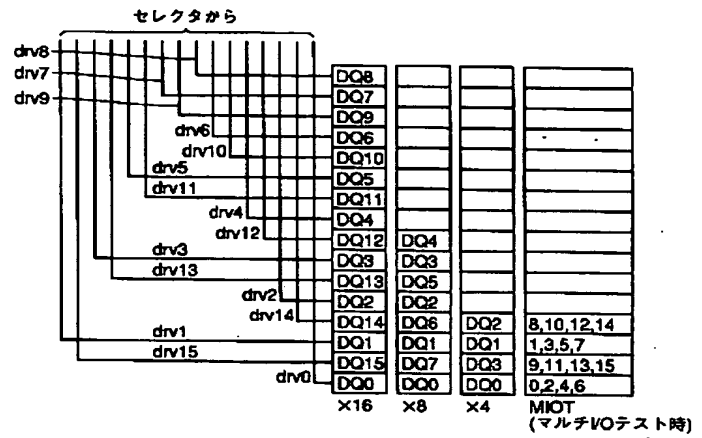 セレクタから
drv8
drv7
drv9
drv6
drv10
drv5
drv11
drv4
drv12
drv3
drv13
drv2
drv14
drv1
drv15
drv0
DQ8
DQ7
DQ9
DQ6
DQ10
DQ5
DQ11
DQ4
DQ12 DQ4
DQ3 DQ3
DQ13 DQ5
DQ2 DQ2
DQ14 DQ6 DQ2 8,10,12,14
DQ1 DQ1 DQ1 1,3,5,7
DQ15 DQ7 DQ3 9,11,13,15
DQ0 DQ0 DQ0 0,2,4,6
×16 ×8 ×4 MIOT
(マルチI/Oテスト時)